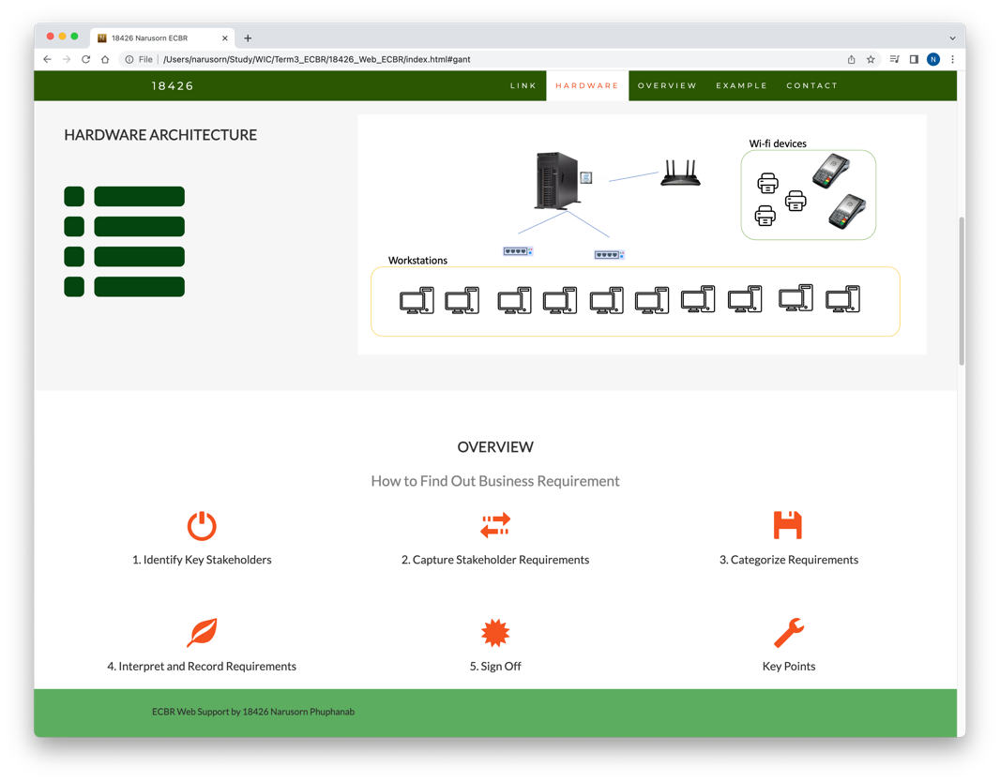 18426 Narusorn ECBR
File
/Users/narusorn/Study/WIC/Term3_ECBR/18426_Web_ECBR/index.html#gant
N
18426
LINK
HARDWARE
OVERVIEW
EXAMPLE
CONTACT
HARDWARE ARCHITECTURE
Wi-fi devices
Workstations
OVERVIEW
How to Find Out Business Requirement
1. Identify Key Stakeholders
2. Capture Stakeholder Requirements
3. Categorize Requirements
4. Interpret and Record Requirements
5. Sign Off
Key Points
ECBR Web Support by 18426 Narusorn Phuphanab